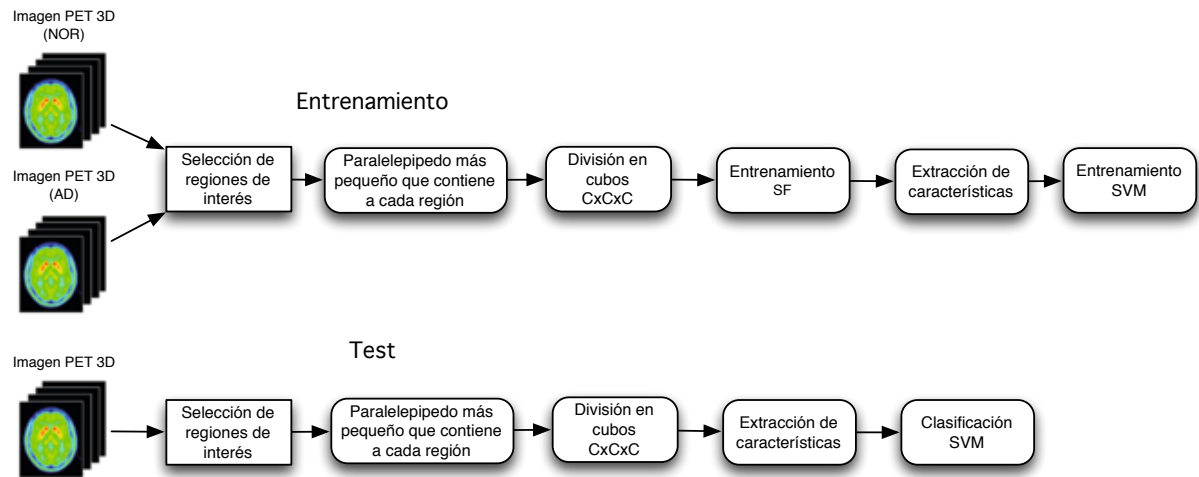 Imagen PET 3D
(NOR)
Entrenamiento
Imagen PET 3D
(AD)
Selección de
regiones de
interés
Paralelepipedo más
pequeño que contiene
a cada región
División en
cubos
CxCxC
Entrenamiento
SF
Extracción de
características
Entrenamiento
SVM
Test
Imagen PET 3D
Selección de
regiones de
interés
Paralelepipedo más
pequeño que contiene
a cada región
División en
cubos
CxCxC
Extracción de
características
Clasificación
SVM